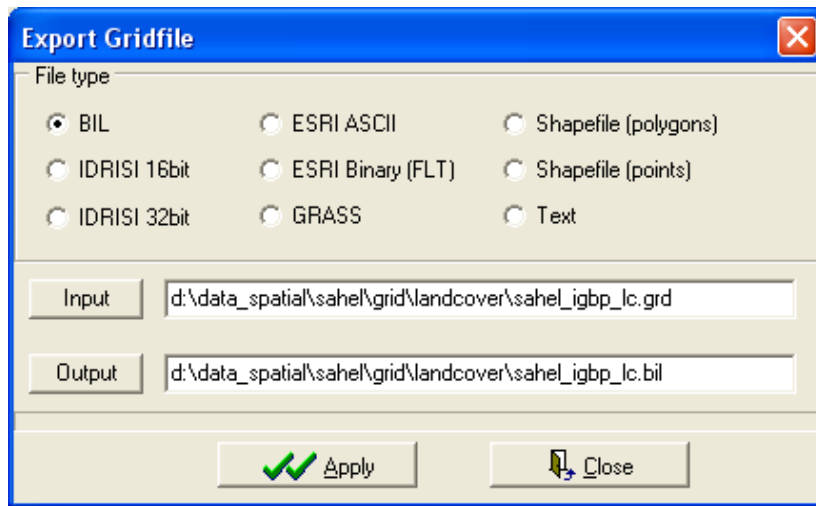 Export Gridfile
File type
BIL ESRI ASCII Shapefile (polygons)
IDRISI 16bit ESRI Binary (FLT) Shapefile (points)
IDRISI 32bit GRASS Text
Input d:\data_spatial\sahel\grid\landcover\sahel_igbp_lc.grd
Output d:\data_spatial\sahel\grid\landcover\sahel_igbp_lc.bil
Apply Close